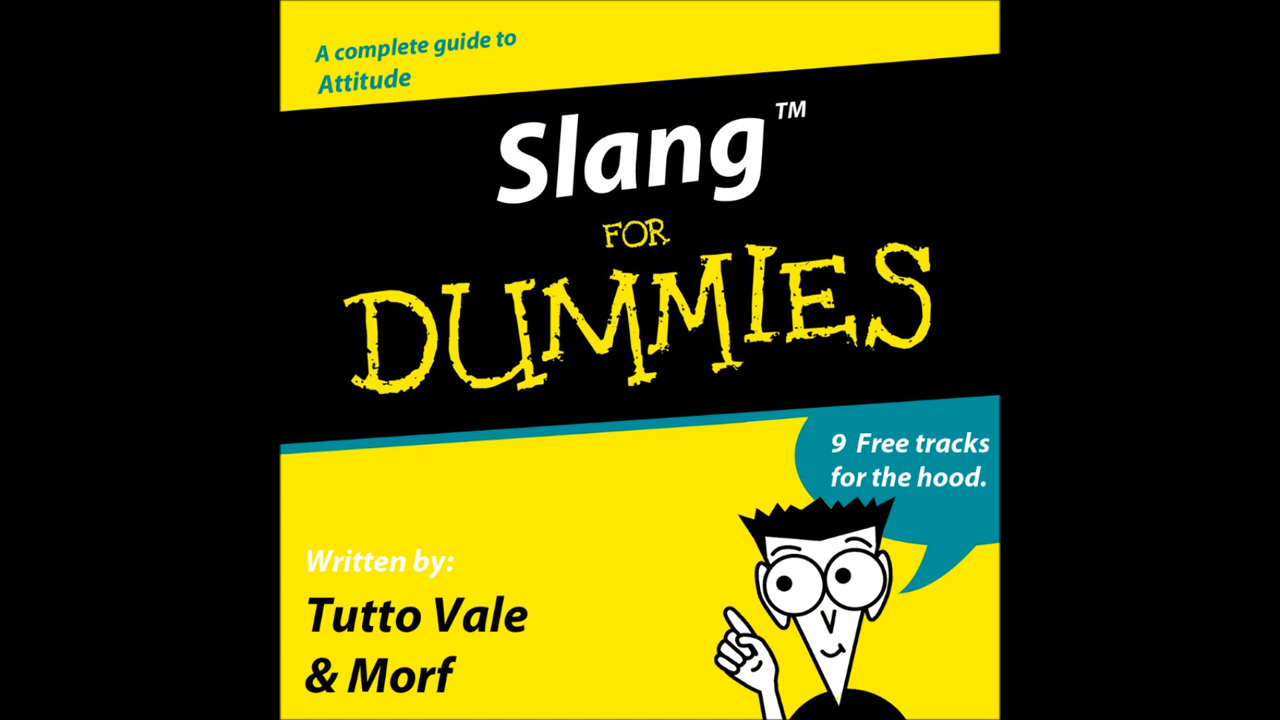 A complete guide to
Attitude
Slang™
FOR
DUMMIES
9 Free tracks
for the hood.
Written by:
Tutto Vale
& Morf